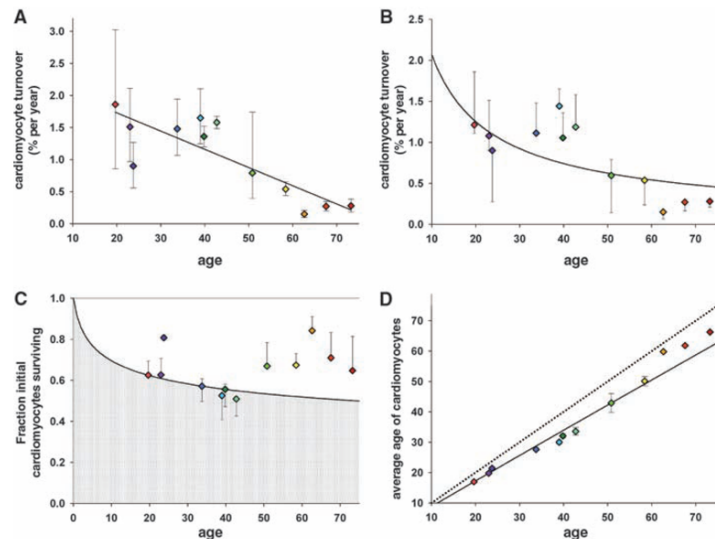 A
cardiomyocyte turnover
(% per year)
3.0
2.5
2.0
1.5
1.0
0.5
0.0
10 20 30 40 50 60 70
age
B
cardiomyocyte turnover
(% per year)
2.5
2.0
1.5
1.0
0.5
0.0
10 20 30 40 50 60 70
age
C
Fraction initial
cardiomyocytes surviving
1.0
0.8
0.6
0.4
0.2
0.0
0 10 20 30 40 50 60 70
age
D
average age of cardiomyocytes
70
60
50
40
30
20
10
10 20 30 40 50 60 70
age